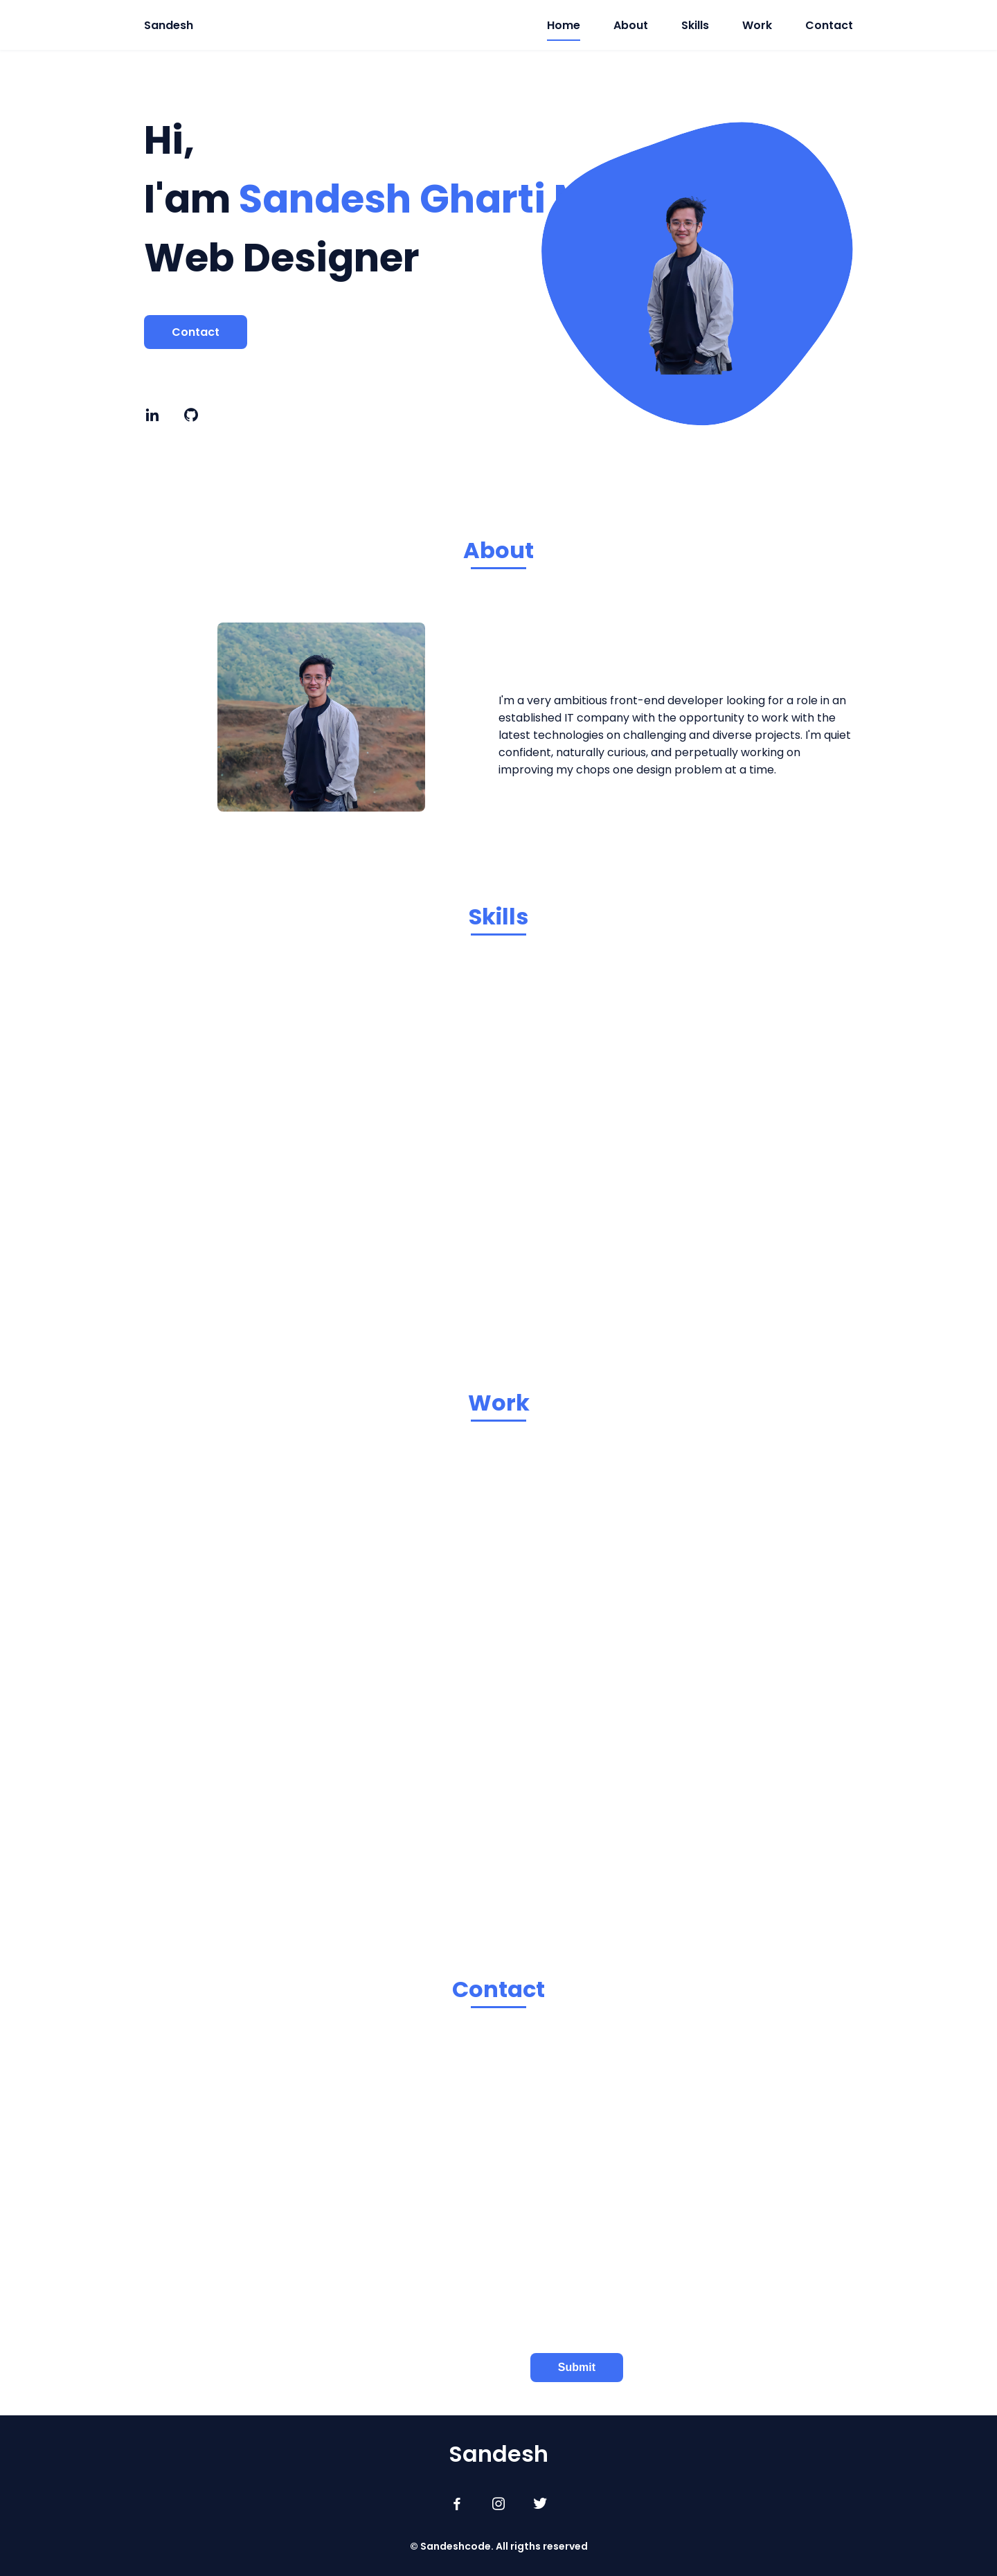 Sandesh
Home About Skills Work Contact
Hi,
I'am Sandesh Gharti
Web Designer
Contact
About
I'm a very ambitious front-end developer looking for a role in an
established IT company with the opportunity to work with the
latest technologies on challenging and diverse projects. I'm quiet
confident, naturally curious, and perpetually working on
improving my chops one design problem at a time.
Skills
Work
Contact
Submit
Sandesh
© Sandeshcode. All rigths reserved